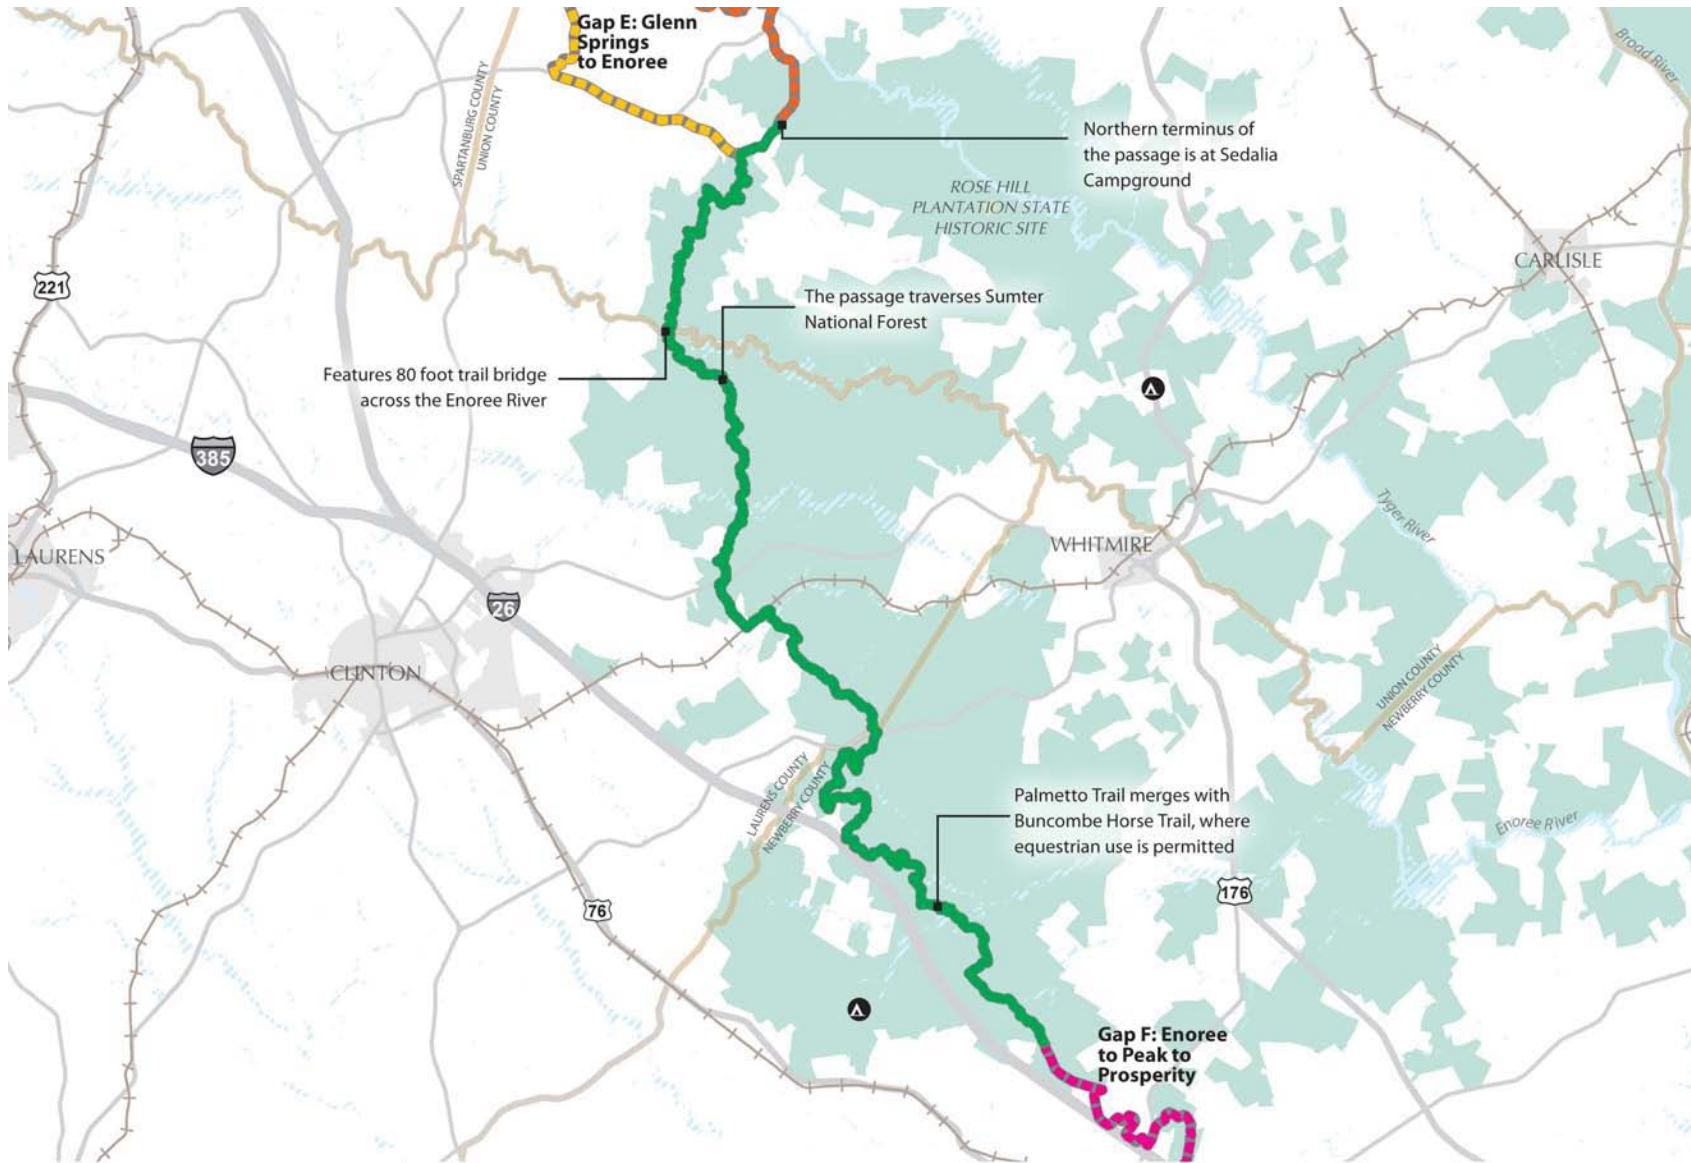 Gap E: Glenn
Springs
to Enoree
Broad River
SPARTANBURG COUNTY
UNION COUNTY
Northern terminus of
the passage is at Sedalia
Campground
ROSE HILL
PLANTATION STATE
HISTORIC SITE
CARLISLE
221
The passage traverses Sumter
National Forest
Features 80 foot trail bridge
across the Enoree River
385
Tyger River
LAURENS
WHITMIRE
26
CLINTON
UNION COUNTY
NEWBERRY COUNTY
LAURENS COUNTY
NEWBERRY COUNTY
Palmetto Trail merges with
Buncombe Horse Trail, where
equestrian use is permitted
Enoree River
176
76
Gap F: Enoree
to Peak to
Prosperity